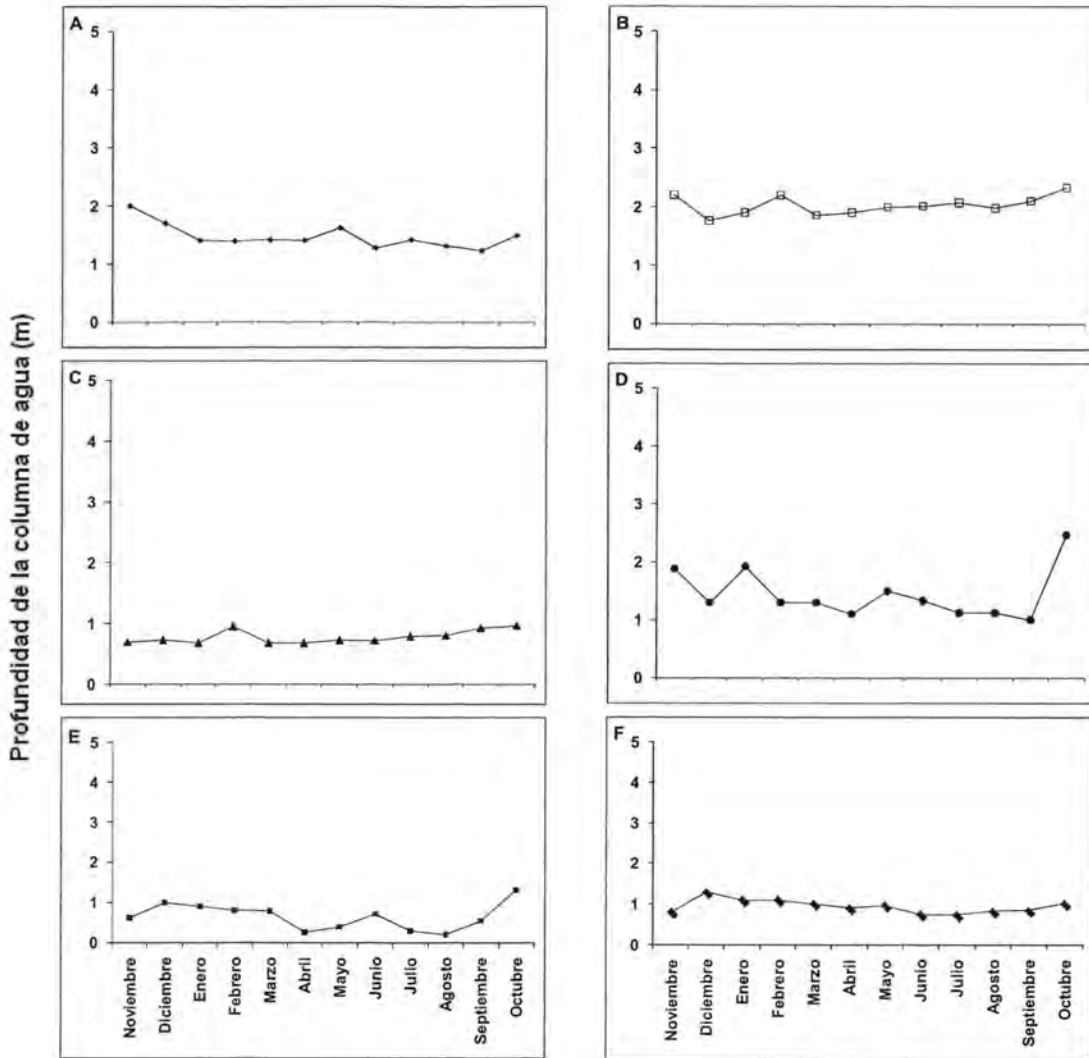 Profundidad de la columna de agua (m)
A
5
4
3
2
1
0
B
5
4
3
2
1
0
C
5
4
3
2
1
0
D
5
4
3
2
1
0
E
5
4
3
2
1
0
Noviembre
Diciembre
Enero
Febrero
Marzo
Abril
Mayo
Junio
Julio
Agosto
Septiembre
Octubre
F
5
4
3
2
1
0
Noviembre
Diciembre
Enero
Febrero
Marzo
Abril
Mayo
Junio
Julio
Agosto
Septiembre
Octubre